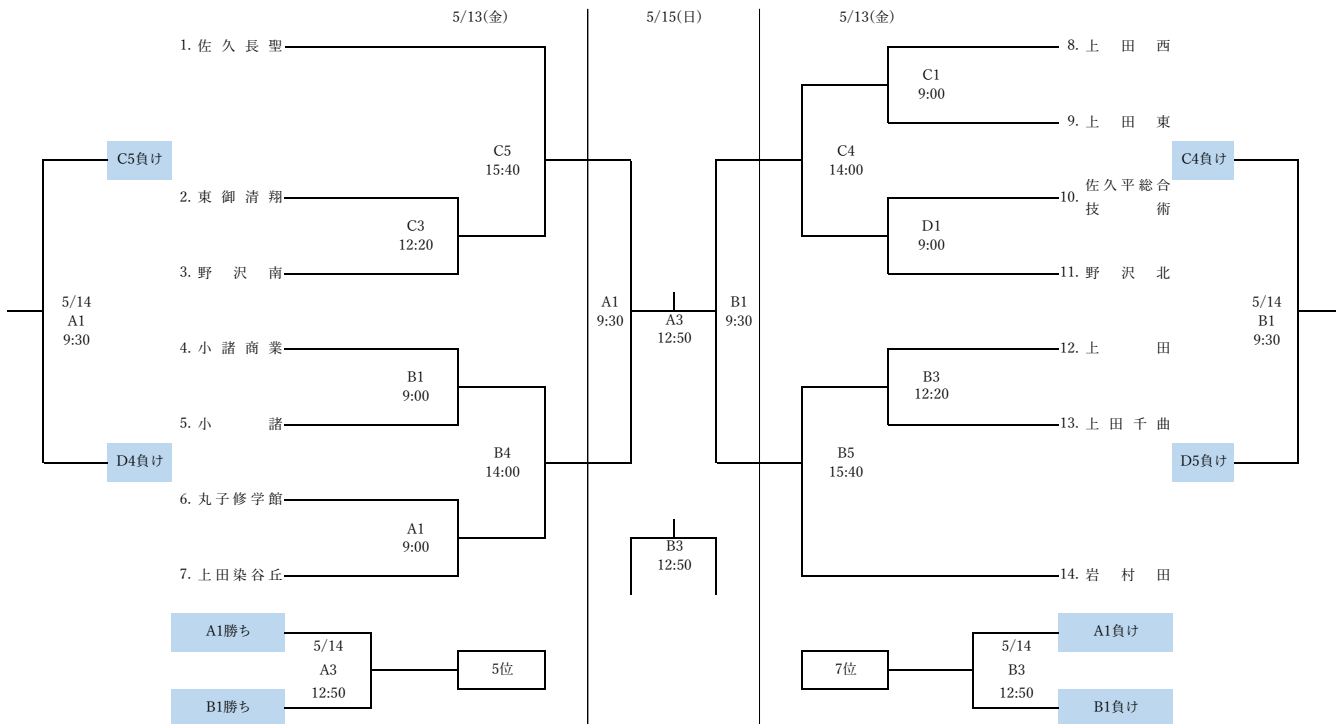 5/13(金)
5/15(日)
5/13(金)
1. 佐久長聖
C5
15:40
C5負け
2. 東御清翔
C3
12:20
3. 野沢南
5/14
A1
9:30
4. 小諸商業
B1
9:00
5. 小諸
D4負け
B4
14:00
6. 丸子修学館
A1
9:00
7. 上田染谷丘
A1
9:30
A3
12:50
B1
9:30
B3
12:50
8. 上田西
C1
9:00
9. 上田東
C4
14:00
C4負け
10. 佐久平総合
技術
D1
9:00
11. 野沢北
5/14
B1
9:30
12. 上田
B3
12:20
13. 上田千曲
B5
15:40
D5負け
14. 岩村田
A1勝ち
5/14
A3
12:50
5位
B1勝ち
7位
A1負け
5/14
B3
12:50
B1負け